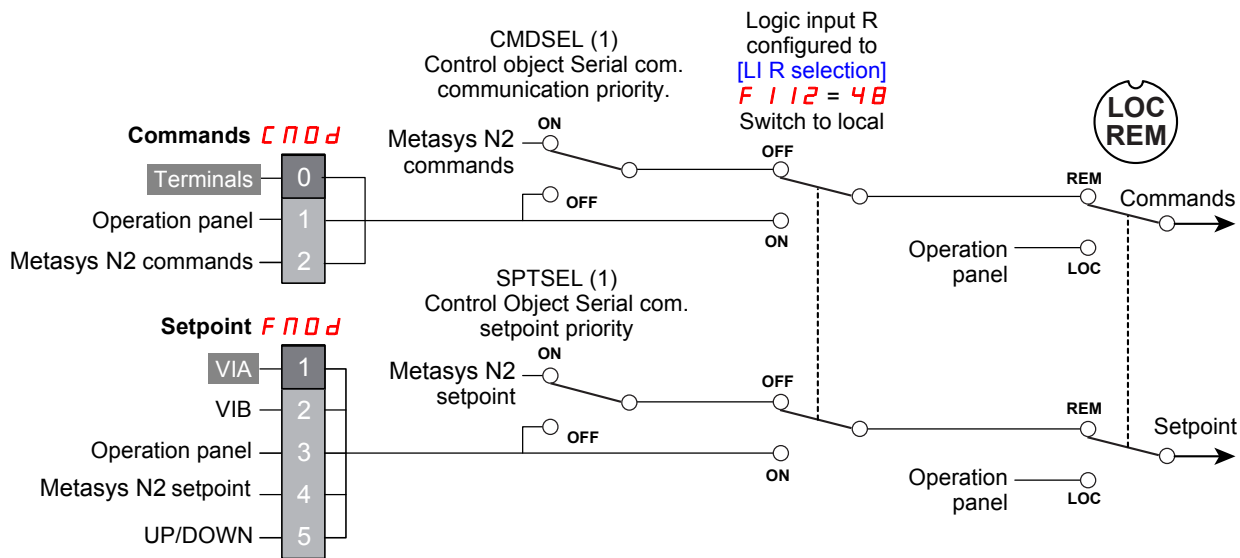 CMDSEL (1)
Control object Serial com.
communication priority.
Logic input R
configured to
[LI R selection]
F 112 = 48
Switch to local
LOC
REM
Commands CMOd
Terminals 0
Operation panel 1
Metasys N2 commands 2
Metasys N2
commands
ON
OFF
OFF
ON
REM
Commands
Operation
panel
LOC
SPTSEL (1)
Control Object Serial com.
setpoint priority
Setpoint FMOd
VIA 1
VIB 2
Operation panel 3
Metasys N2 setpoint 4
UP/DOWN 5
Metasys N2
setpoint
ON
OFF
OFF
ON
REM
Setpoint
Operation
panel
LOC